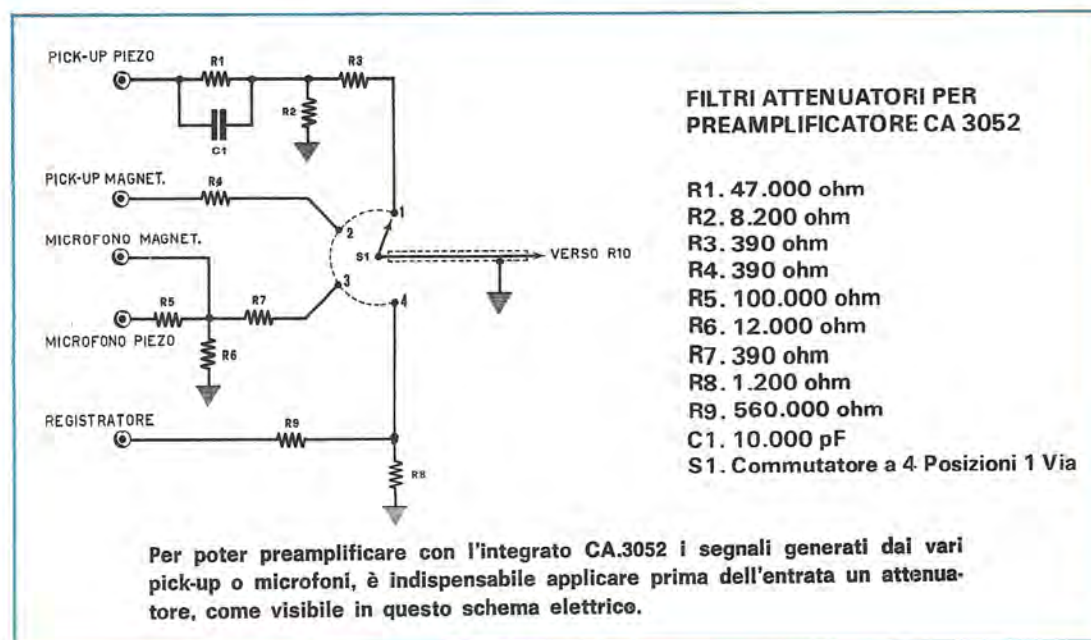 PICK-UP PIEZO
R1
R3
R2
C1
PICK-UP MAGNET.
R4
1
2
MICROFONO MAGNET.
S1
VERSO R10
3
4
R5
R7
MICROFONO PIEZO
R6
REGISTRATORE
R9
R8
FILTRI ATTENUATORI PER
PREAMPLIFICATORE CA 3052
R1. 47.000 ohm
R2. 8.200 ohm
R3. 390 ohm
R4. 390 ohm
R5. 100.000 ohm
R6. 12.000 ohm
R7. 390 ohm
R8. 1.200 ohm
R9. 560.000 ohm
C1. 10.000 pF
S1. Commutatore a 4 Posizioni 1 Via
Per poter preamplificare con l'integrato CA.3052 i segnali generati dai vari
pick-up o microfoni, è indispensabile applicare prima dell'entrata un attenua-
tore, come visibile in questo schema elettrico.